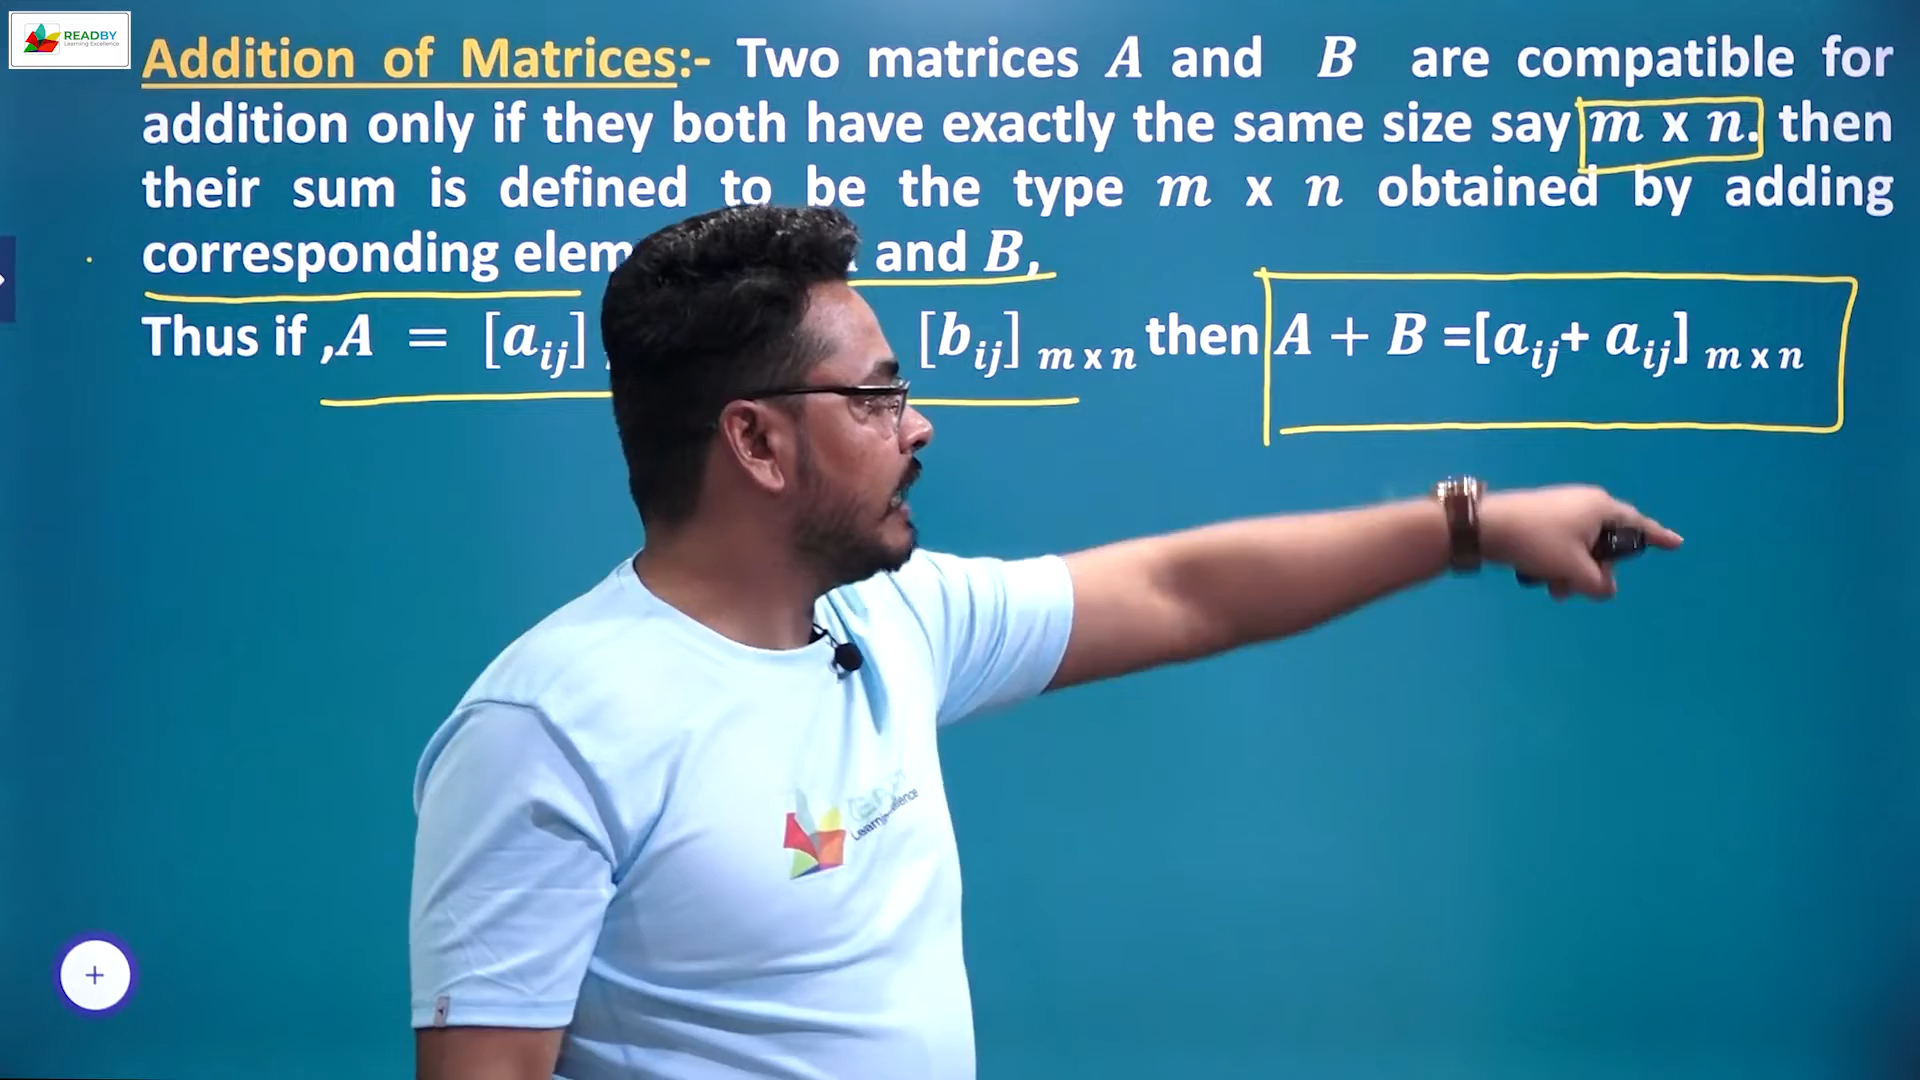 READBY
Learning Excellence
Addition of Matrices:- Two matrices A and B are compatible for
addition only if they both have exactly the same size say m x n. then
their sum is defined to be the type m x n obtained by adding
corresponding and B,
Thus if ,A = [aij] [bij] m x n then A + B =[aij+ aij] m x n
+